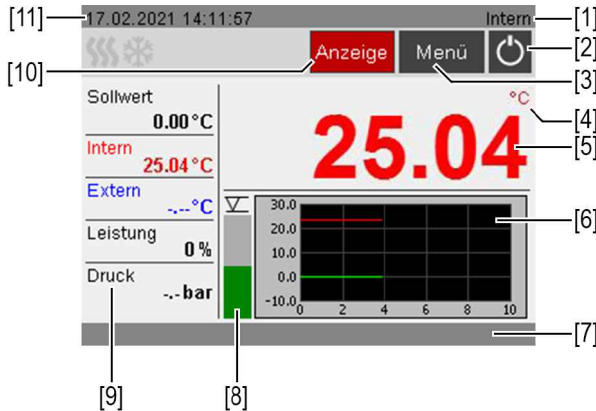 [11] 17.02.2021 14:11:57 Intern [1]
[10] Anzeige Menü [2]
[3]
Sollwert
0.00°C
Intern
25.04°C
Extern
-.--°C
Leistung
0%
Druck
-.-bar
°C [4]
25.04 [5]
[6]
30.0
20.0
10.0
0.0
-10.0
0 2 4 6 8 10
[7]
[9] [8]